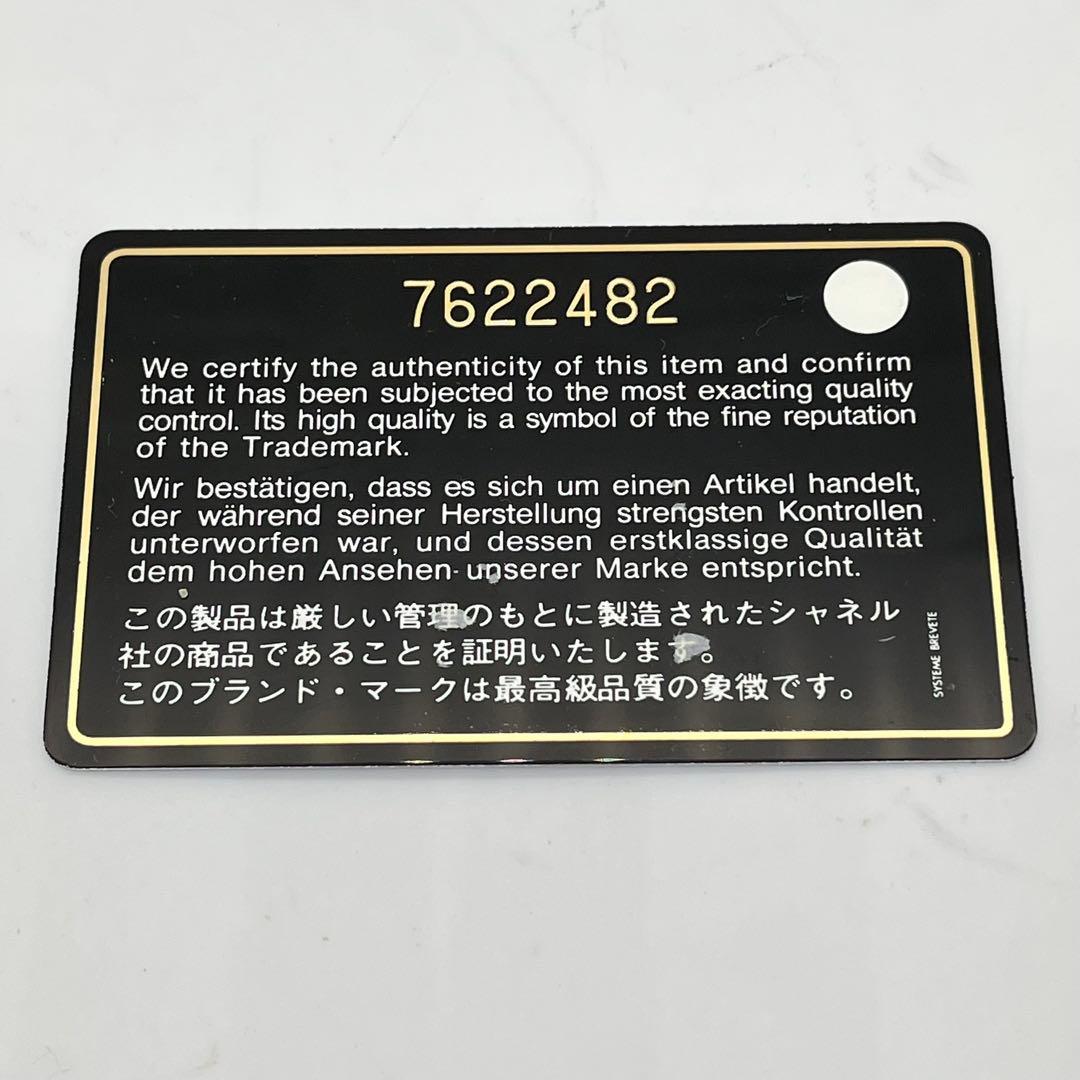 7622482
We certify the authenticity of this item and confirm
that it has been subjected to the most exacting quality
control. Its high quality is a symbol of the fine reputation
of the Trademark.
Wir bestätigen, dass es sich um einen Artikel handelt,
der während seiner Herstellung strengsten Kontrollen
unterworfen war, und dessen erstklassige Qualität
dem hohen Ansehen unserer Marke entspricht.
この製品は厳しい管理のもとに製造されたシャネル
社の商品であることを証明いたします。
このブランド・マークは最高級品質の象徴です。
SYSTEME BREVETE